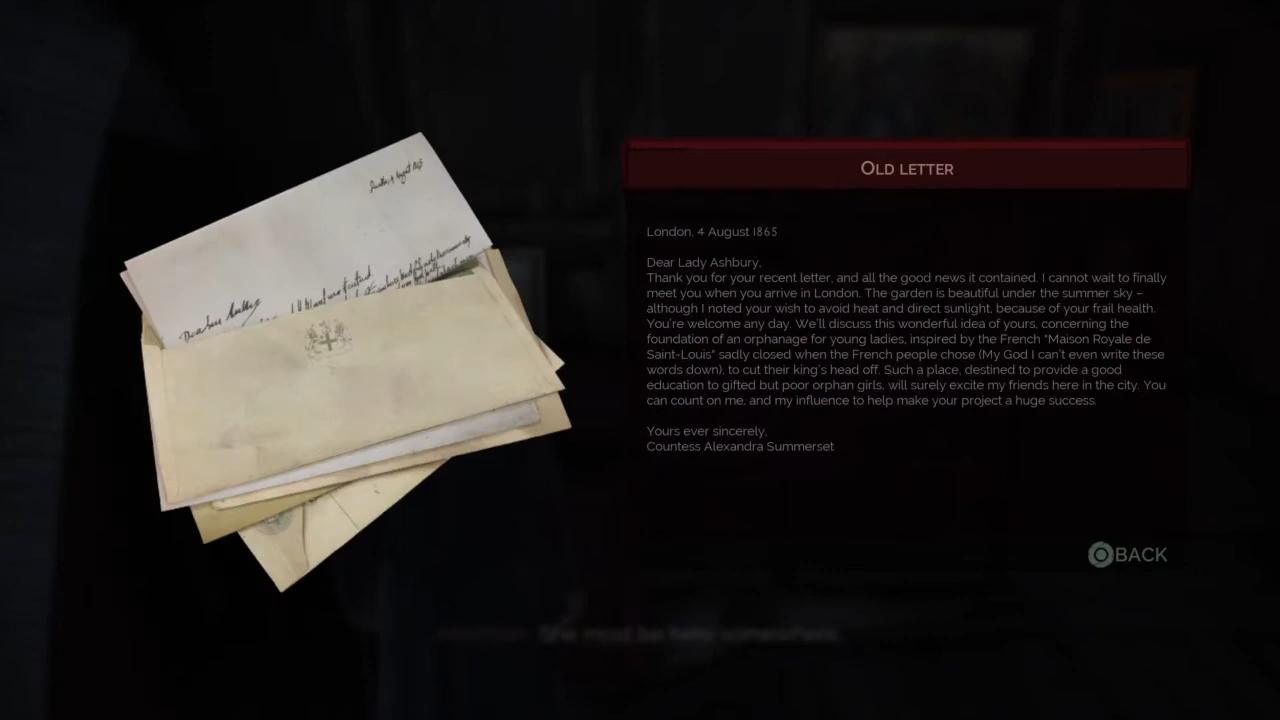 OLD LETTER
London, 4 August 1865
Dear Lady Ashbury,
Thank you for your recent letter, and all the good news it contained. I cannot wait to finally
meet you when you arrive in London. The garden is beautiful under the summer sky –
although I noted your wish to avoid heat and direct sunlight, because of your frail health.
You're welcome any day. We'll discuss this wonderful idea of yours, concerning the
foundation of an orphanage for young ladies, inspired by the French "Maison Royale de
Saint-Louis" sadly closed when the French people chose (My God I can't even write these
words down), to cut their king's head off. Such a place, destined to provide a good
education to gifted but poor orphan girls, will surely excite my friends here in the city. You
can count on me, and my influence to help make your project a huge success.
Yours ever sincerely,
Countess Alexandra Summerset
BACK
She must be here somewhere.